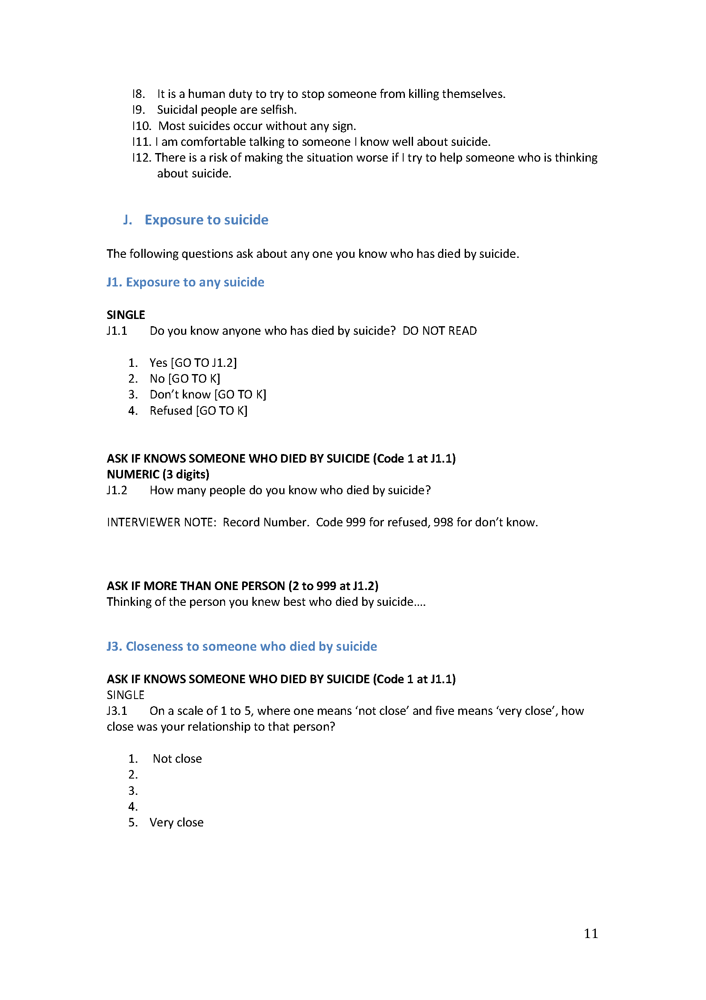 I8. It is a human duty to try to stop someone from killing themselves.
I9. Suicidal people are selfish.
I10. Most suicides occur without any sign.
I11. I am comfortable talking to someone I know well about suicide.
I12. There is a risk of making the situation worse if I try to help someone who is thinking
about suicide.
J. Exposure to suicide
The following questions ask about any one you know who has died by suicide.
J1. Exposure to any suicide
SINGLE
J1.1 Do you know anyone who has died by suicide? DO NOT READ
1. Yes [GO TO J1.2]
2. No [GO TO K]
3. Don’t know [GO TO K]
4. Refused [GO TO K]
ASK IF KNOWS SOMEONE WHO DIED BY SUICIDE (Code 1 at J1.1)
NUMERIC (3 digits)
J1.2 How many people do you know who died by suicide?
INTERVIEWER NOTE: Record Number. Code 999 for refused, 998 for don’t know.
ASK IF MORE THAN ONE PERSON (2 to 999 at J1.2)
Thinking of the person you knew best who died by suicide....
J3. Closeness to someone who died by suicide
ASK IF KNOWS SOMEONE WHO DIED BY SUICIDE (Code 1 at J1.1)
SINGLE
J3.1 On a scale of 1 to 5, where one means ‘not close’ and five means ‘very close’, how
close was your relationship to that person?
1. Not close
2.
3.
4.
5. Very close
11